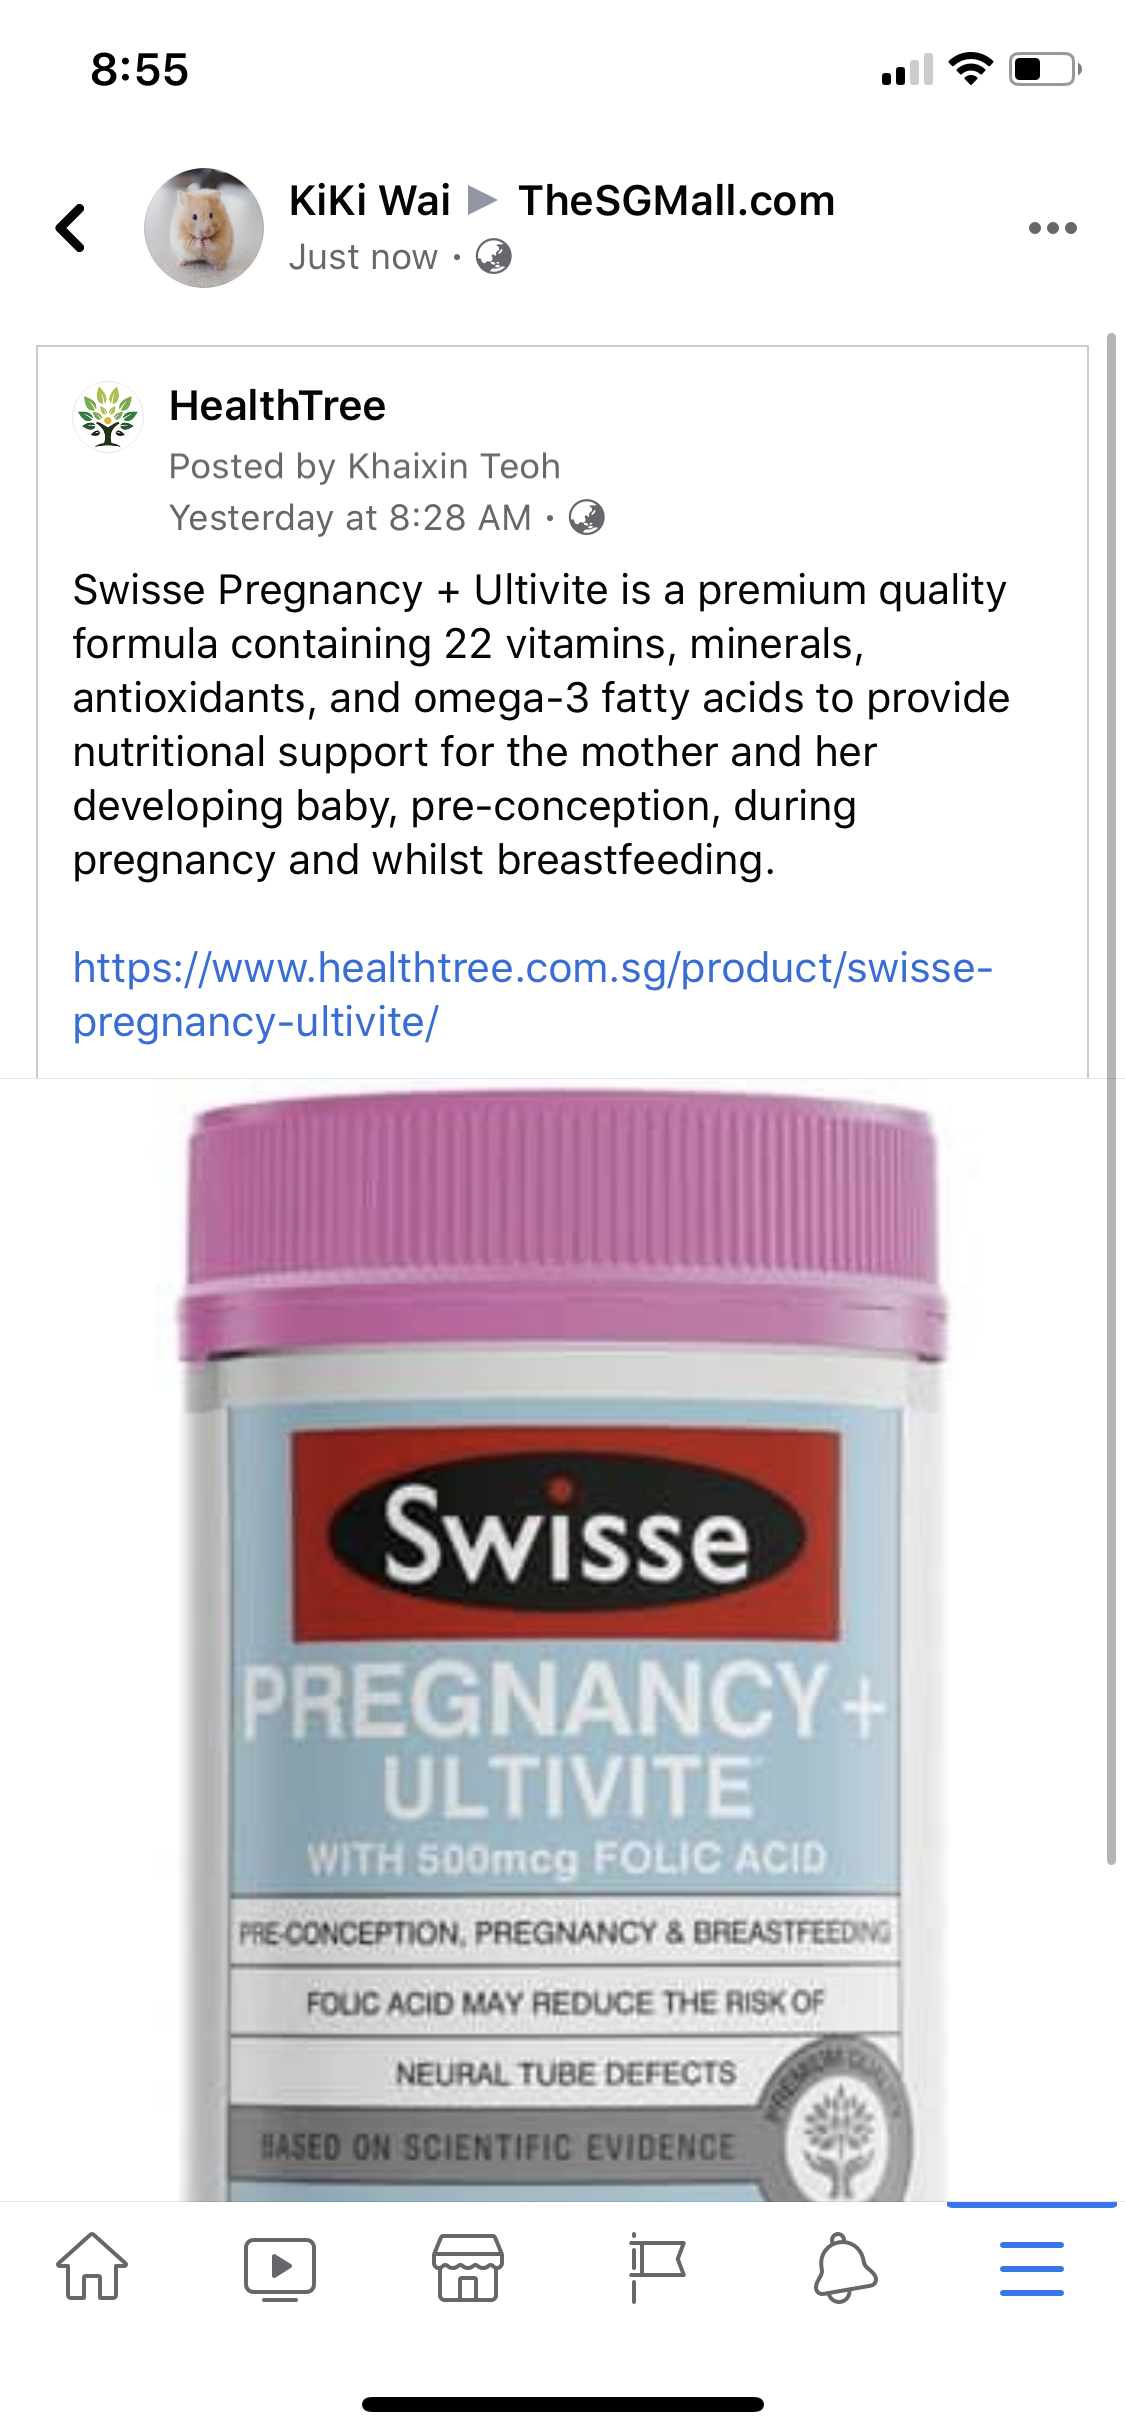 8:55
KiKi Wai ▶ TheSGMall.com
Just now ·
HealthTree
Posted by Khaixin Teoh
Yesterday at 8:28 AM ·
Swisse Pregnancy + Ultivite is a premium quality
formula containing 22 vitamins, minerals,
antioxidants, and omega-3 fatty acids to provide
nutritional support for the mother and her
developing baby, pre-conception, during
pregnancy and whilst breastfeeding.
https://www.healthtree.com.sg/product/swisse-
pregnancy-ultivite/
Swisse
PREGNANCY+
ULTIVITE
WITH 500mcg FOLIC ACID
PRE-CONCEPTION, PREGNANCY & BREASTFEEDING
FOLIC ACID MAY REDUCE THE RISK OF
NEURAL TUBE DEFECTS
PREMIUM QUALITY
BASED ON SCIENTIFIC EVIDENCE